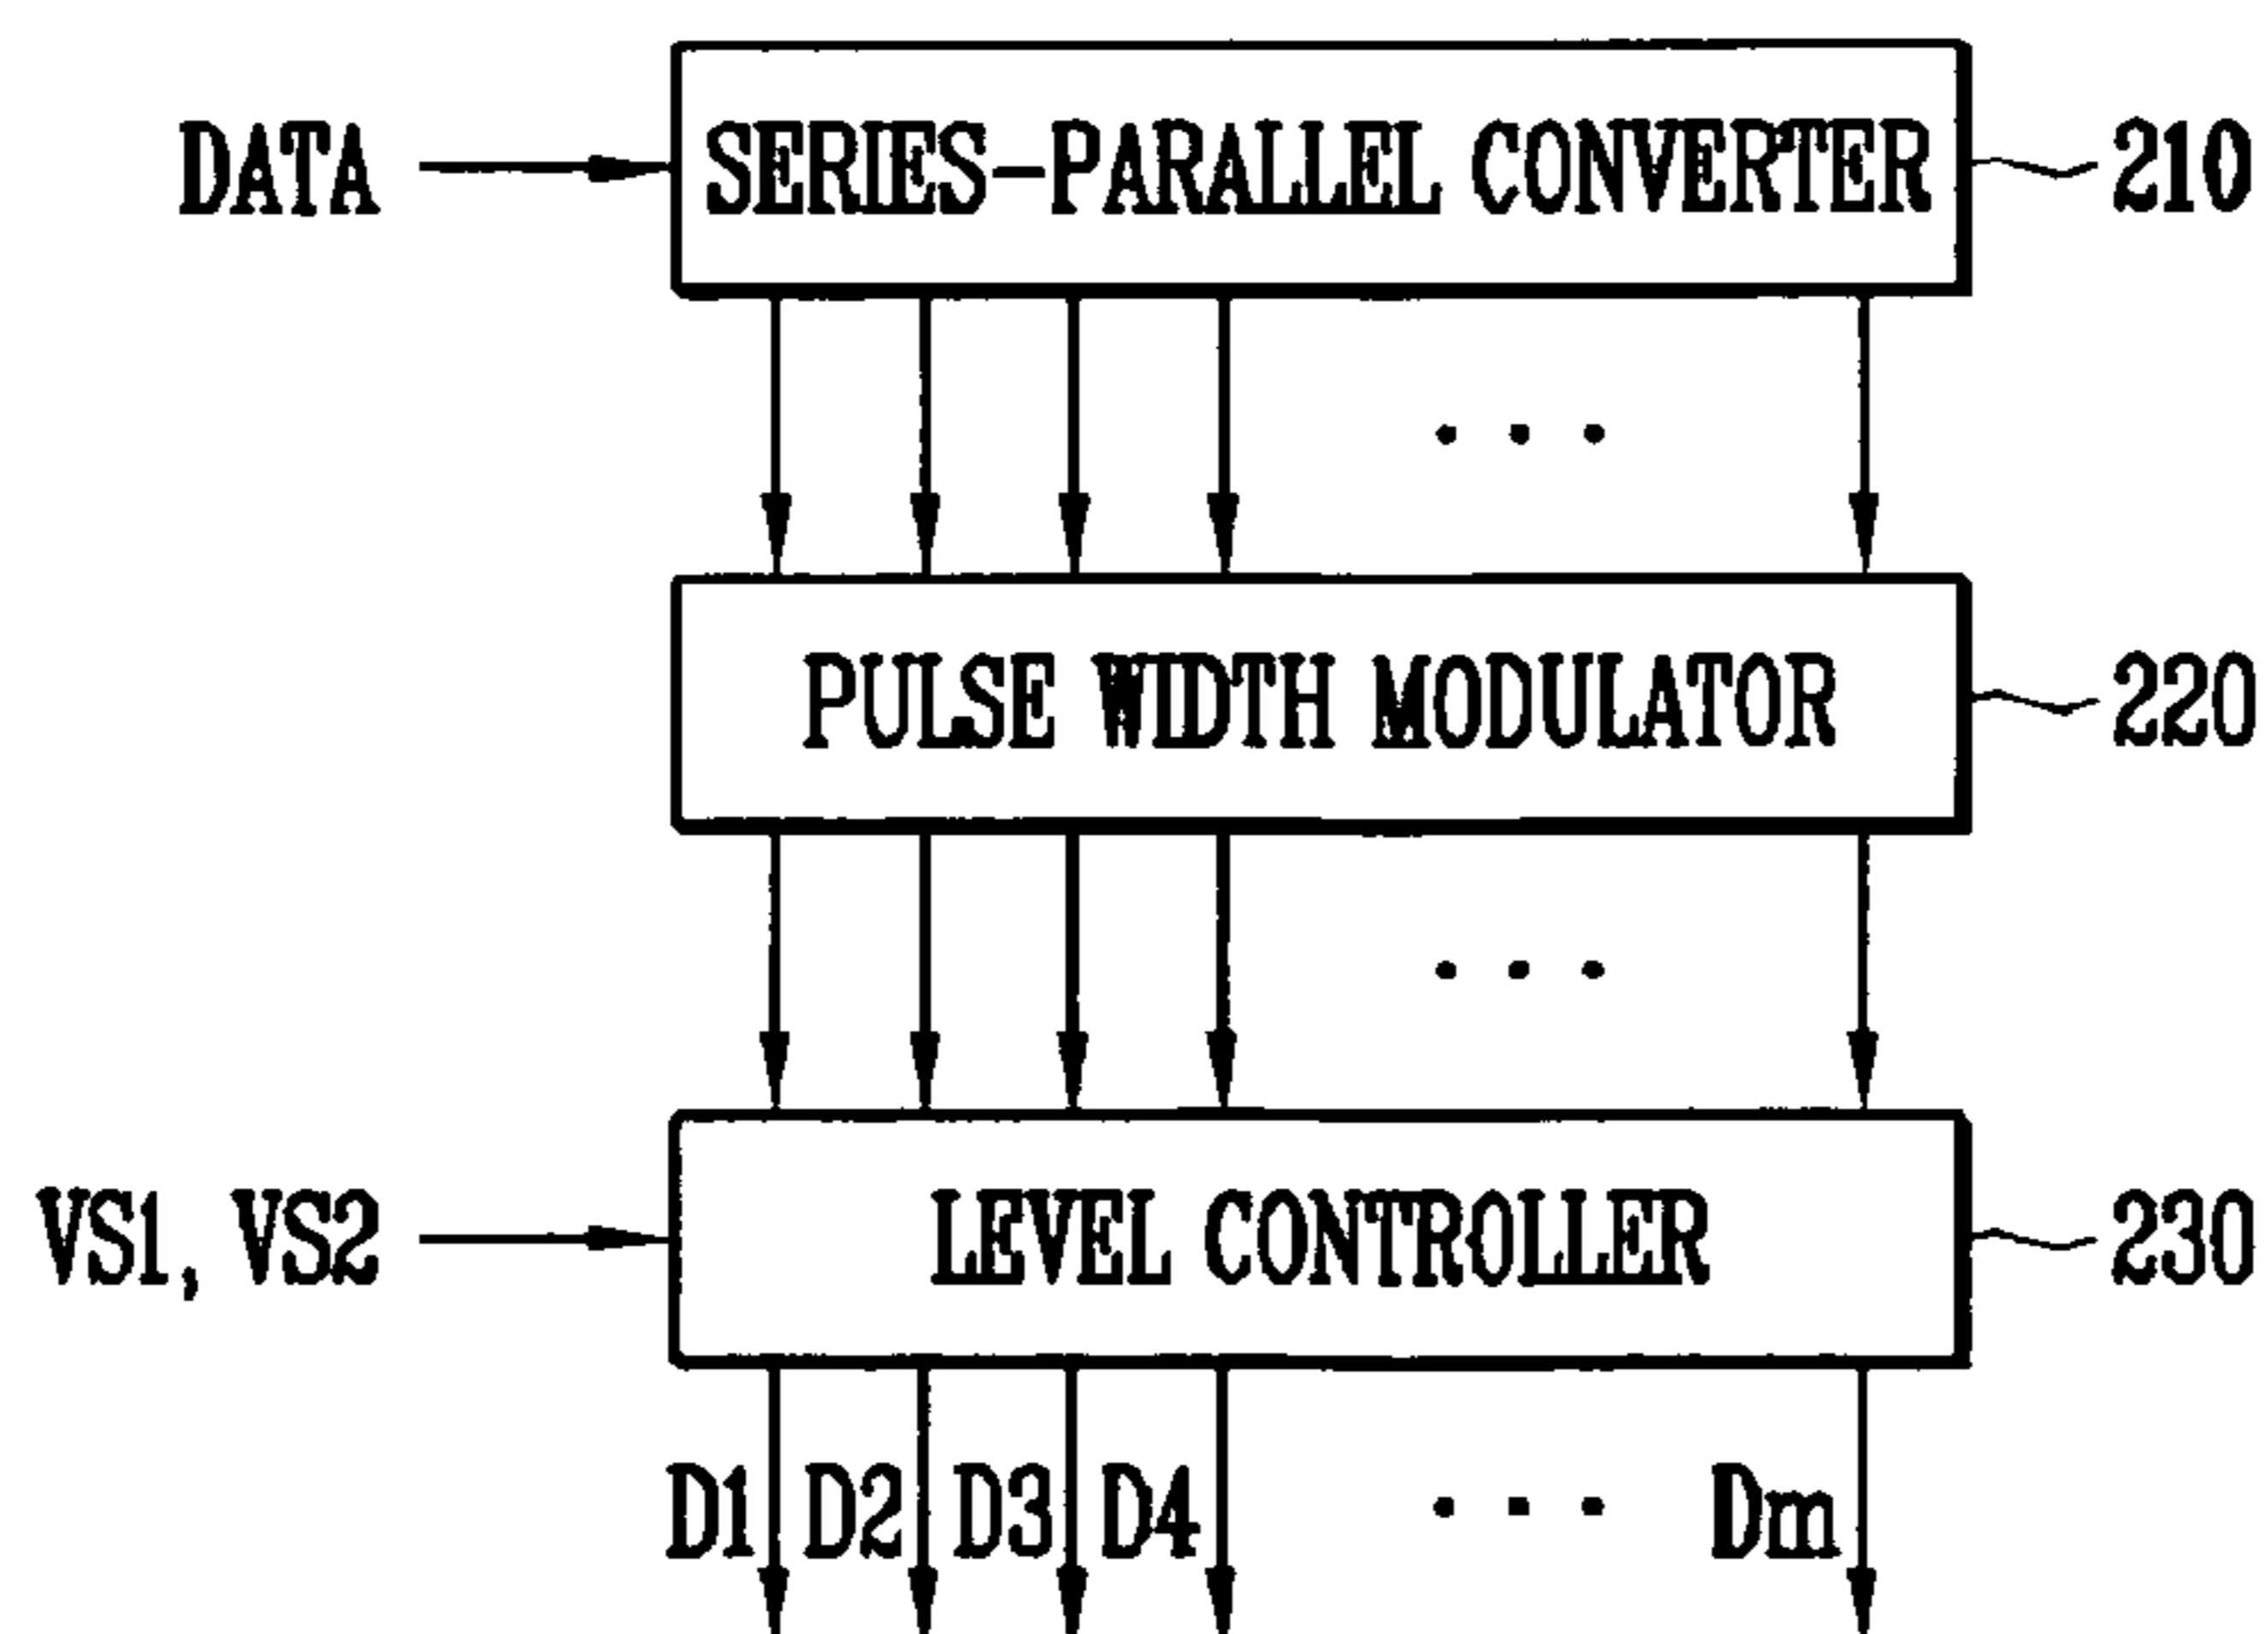 DATA
SERIES-PARALLEL CONVERTER
210
PULSE WIDTH MODULATOR
220
VS1, VS2
LEVEL CONTROLLER
230
D1 D2 D3 D4 ... Dm